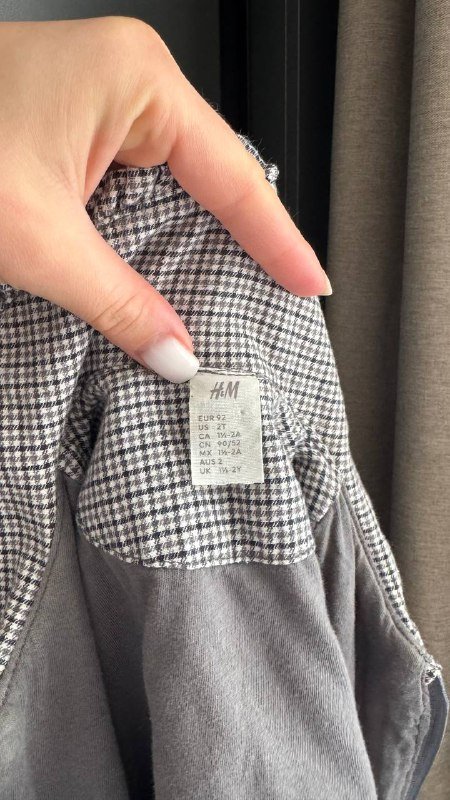 H&M
EUR 92
US 2T
CA 1½-2A
CN 90/52
MX 1½-2A
AUS 2
UK 1½-2Y